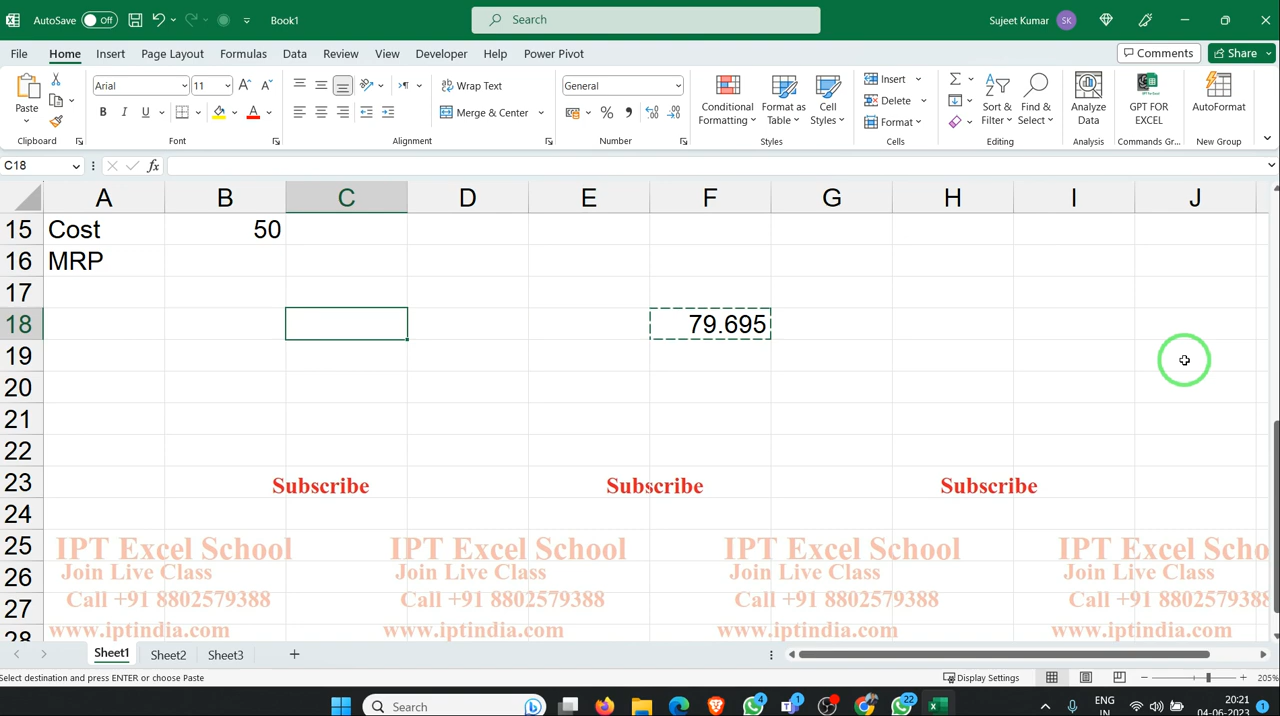 AutoSave Off Book1 Search Sujeet Kumar SK
File Home Insert Page Layout Formulas Data Review View Developer Help Power Pivot Comments Share
Paste Arial 11 Wrap Text General Conditional Formatting Format as Table Cell Styles Insert Sort & Filter Find & Select Analyze Data GPT FOR EXCEL AutoFormat
B I U Merge & Center % Delete Format
Clipboard Font Alignment Number Styles Cells Editing Analysis Commands Gr... New Group
C18 fx
A B C D E F G H I J
15 Cost 50
16 MRP
17
18 79.695
19
20
21
22
23 Subscribe Subscribe Subscribe
24
25 IPT Excel School IPT Excel School IPT Excel School IPT Excel Scho
26 Join Live Class Join Live Class Join Live Class Join Live Class
27 Call +91 8802579388 Call +91 8802579388 Call +91 8802579388 Call +91 880257938
28 www.iptindia.com www.iptindia.com www.iptindia.com www.iptindia.com
Sheet1 Sheet2 Sheet3
Select destination and press ENTER or choose Paste Display Settings 205%
Search 4 1 22 ENG IN 20:21 04-06-2023 1